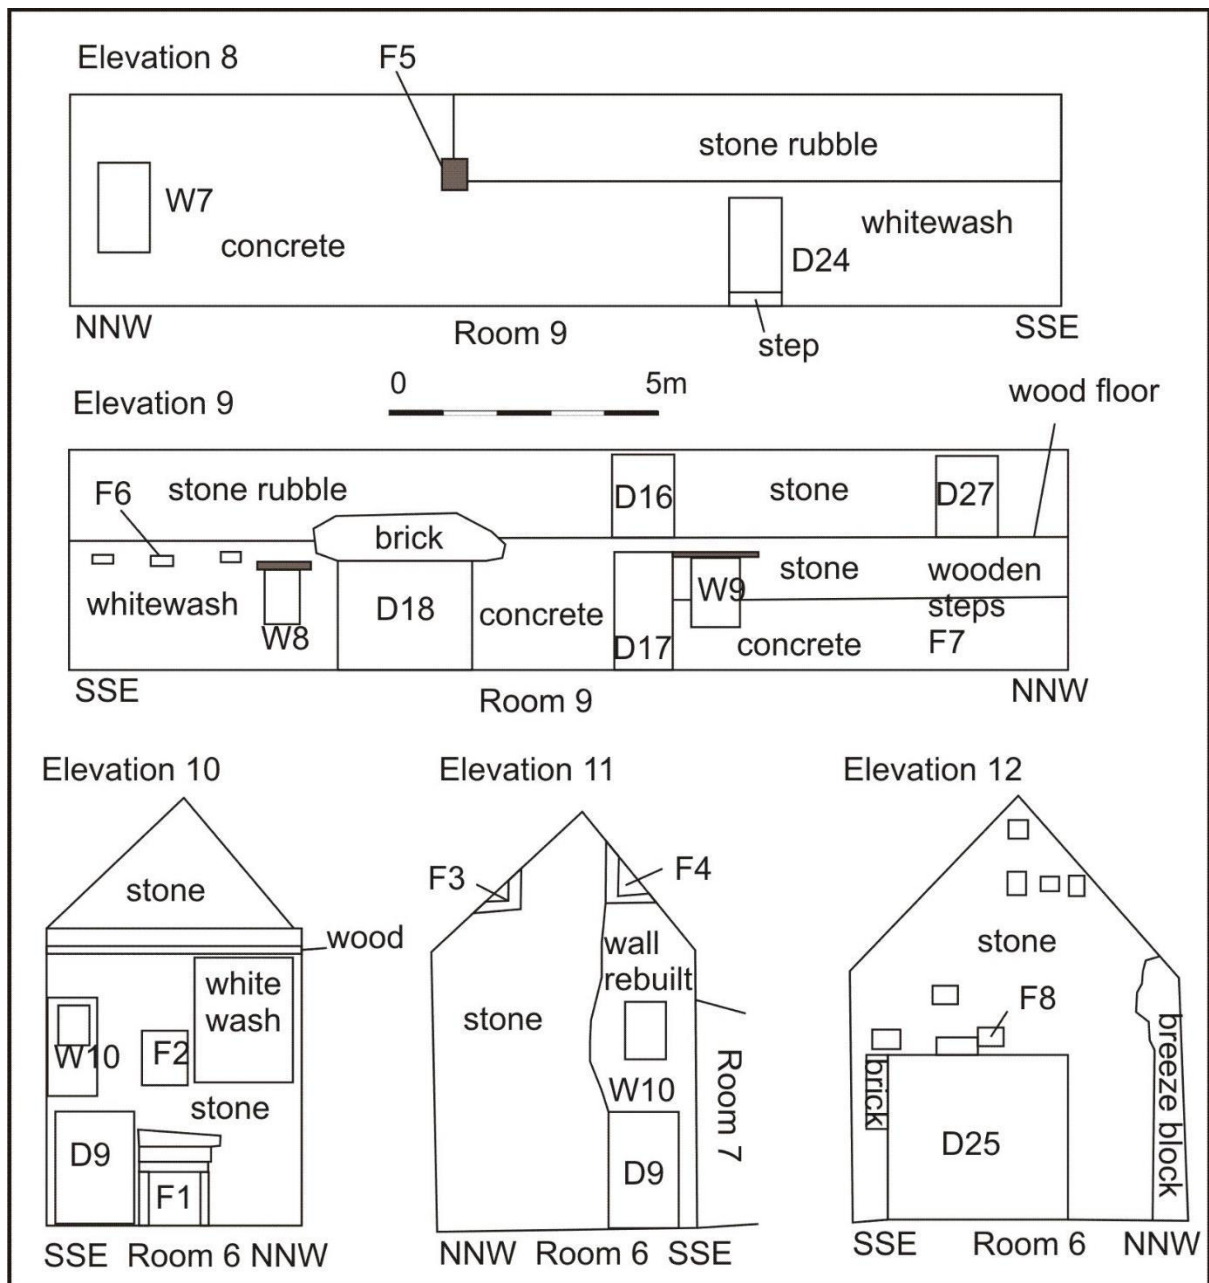 Elevation 8
F5
stone rubble
W7
whitewash
concrete
D24
NNW
Room 9
SSE
step
0
5m
wood floor
Elevation 9
F6
stone rubble
D16
stone
D27
brick
stone
wooden
whitewash
D18
concrete
W9
steps
W8
D17
concrete
F7
SSE
Room 9
NNW
Elevation 10
Elevation 11
Elevation 12
stone
F3
F4
wood
wall
rebuilt
stone
white
wash
stone
F8
W10
F2
stone
W10
Room 7
brick
breeze block
D9
F1
D9
D25
SSE
Room 6
NNW
NNW
Room 6
SSE
SSE
Room 6
NNW